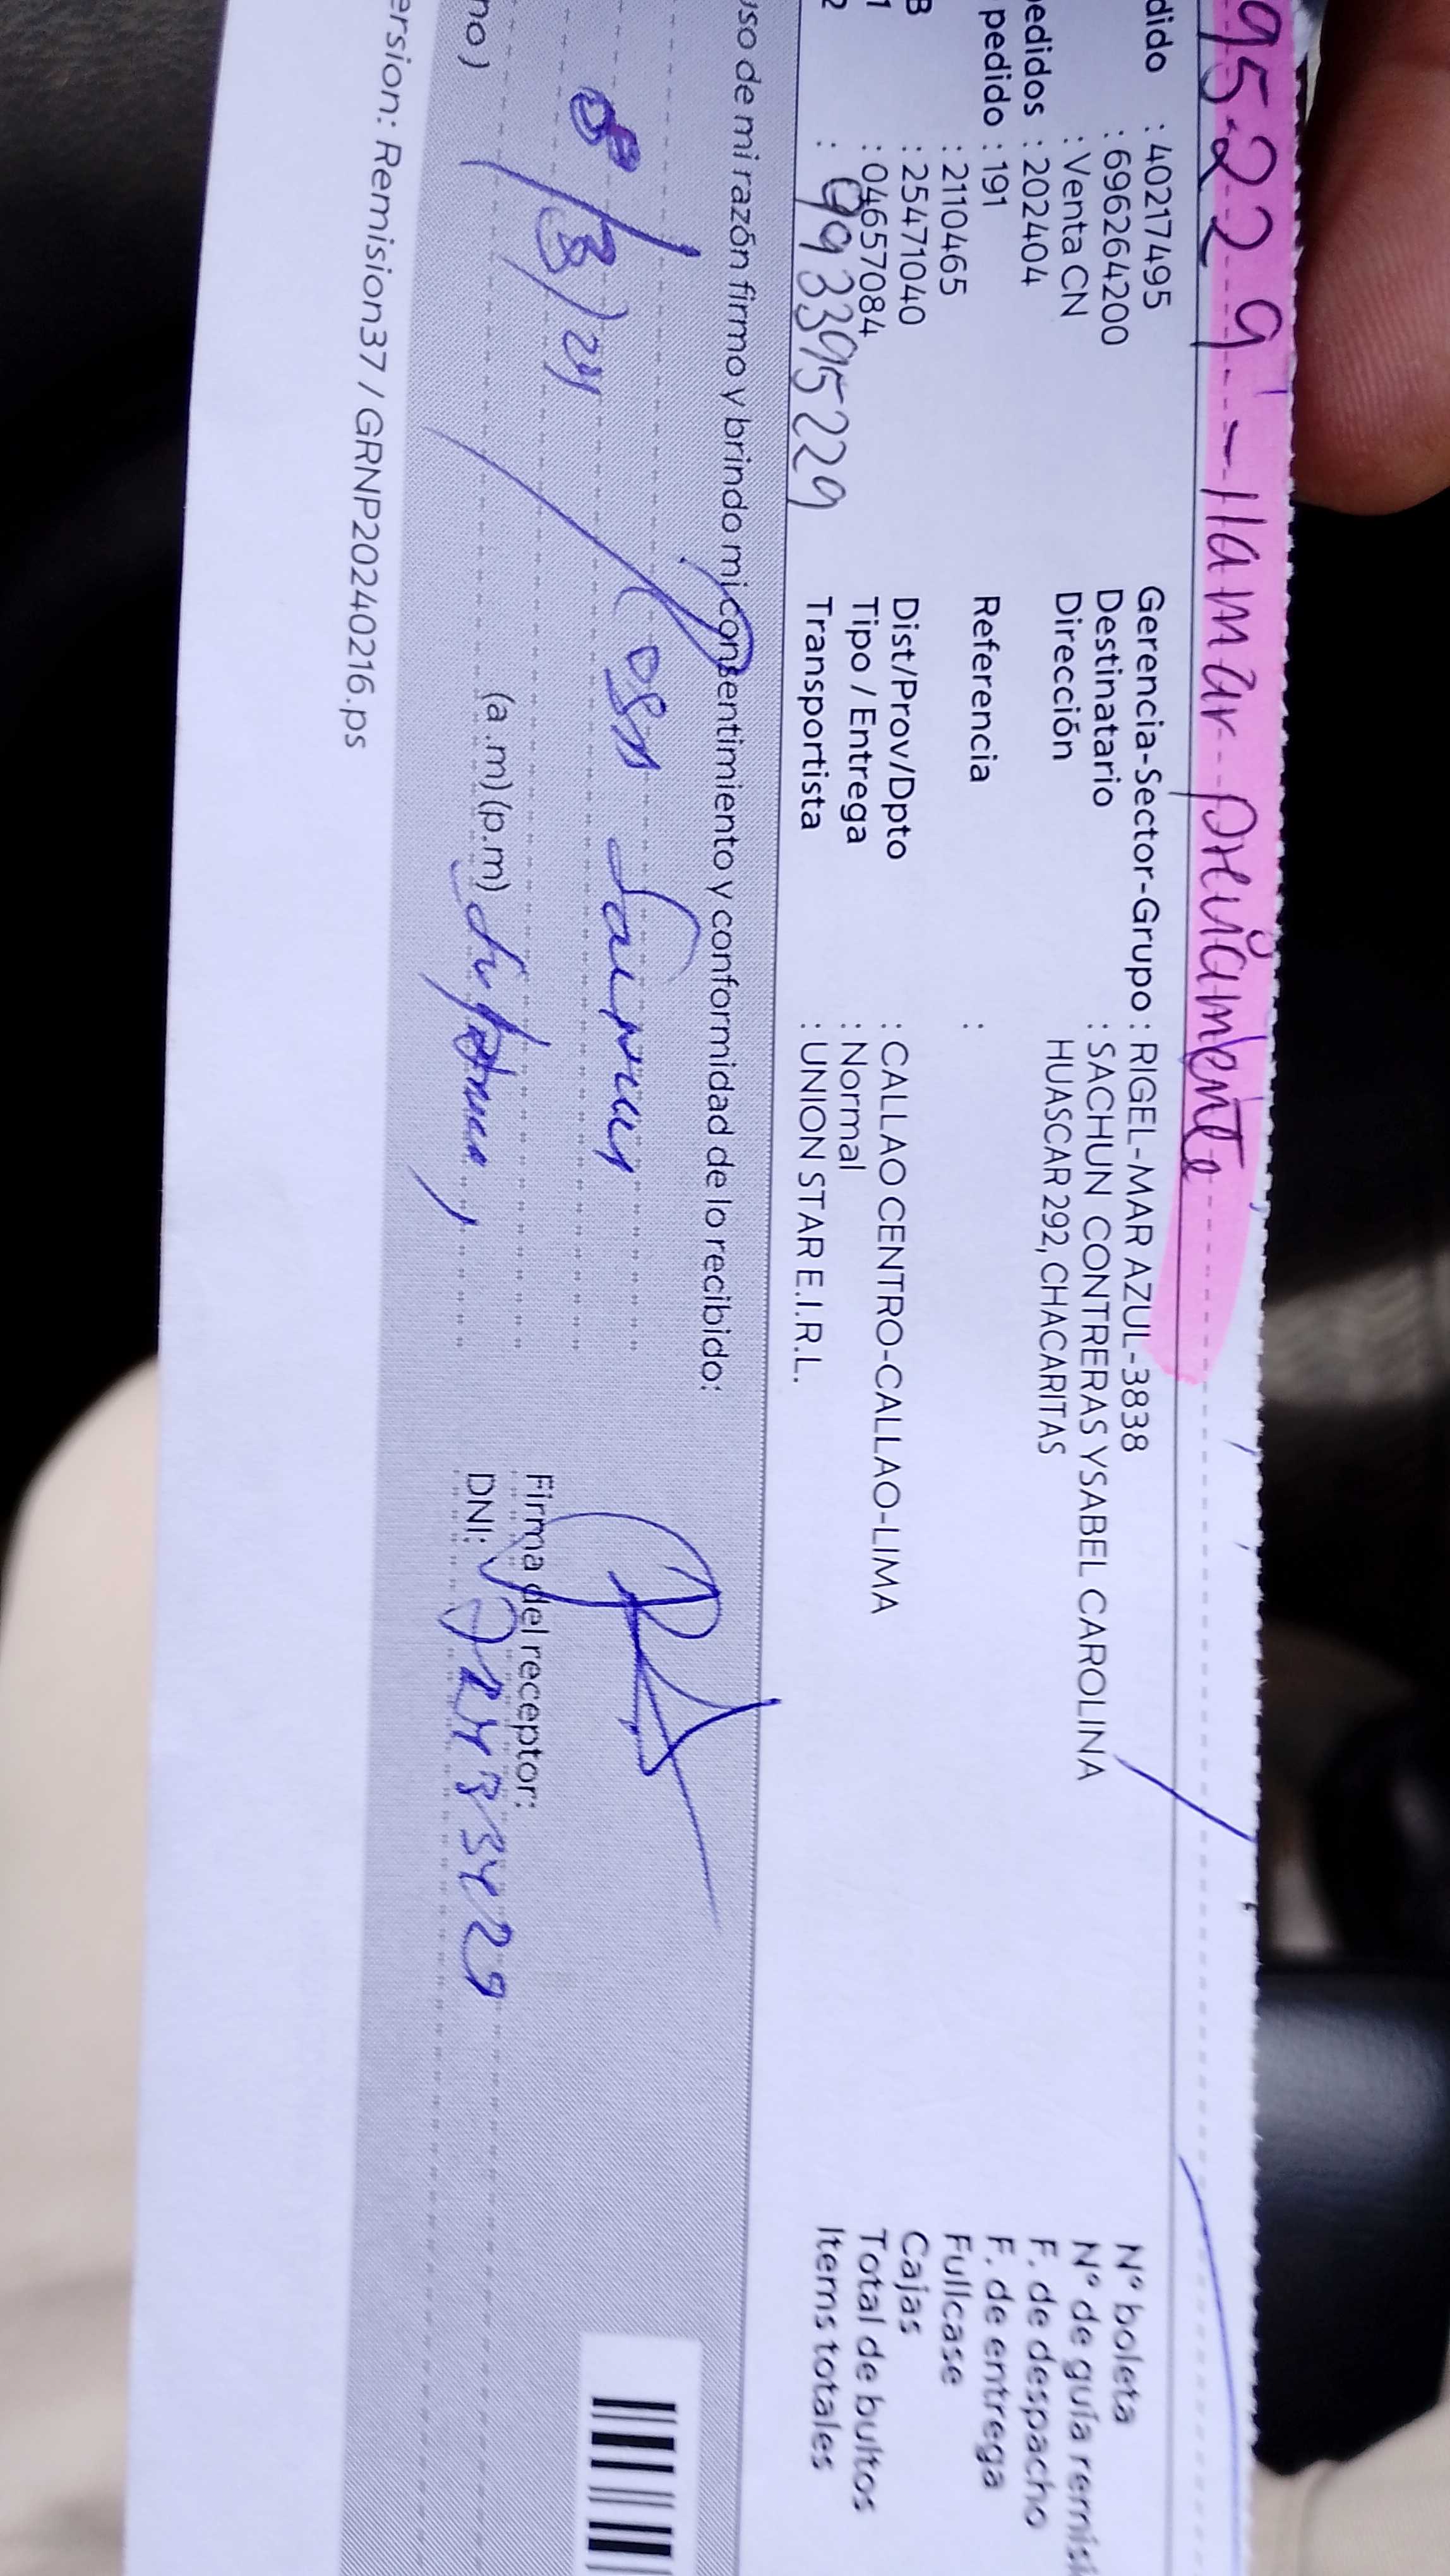 95229 - llamar previamente
dido : 40217495 Gerencia-Sector-Grupo : RIGEL-MAR AZUL-3838 N° boleta
: 696264200 Destinatario : SACHUN CONTRERAS YSABEL CAROLINA N° de guía remisi
: Venta CN Dirección HUASCAR 292, CHACARITAS F. de despacho
edidos : 202404 F. de entrega
pedido : 191 Referencia : Fullcase
: 2110465 Cajas
B : 25471040 Dist/Prov/Dpto : CALLAO CENTRO-CALLAO-LIMA Total de bultos
1 : 04657084 Tipo / Entrega : Normal Items totales
2 : 993395229 Transportista : UNION STAR E.I.R.L.
uso de mi razón firmo y brindo mi consentimiento y conformidad de lo recibido:
8/3/24
Firma del receptor:
no) (a.m)(p.m) DNI:
ersion: Remision37 / GRNP20240216.ps